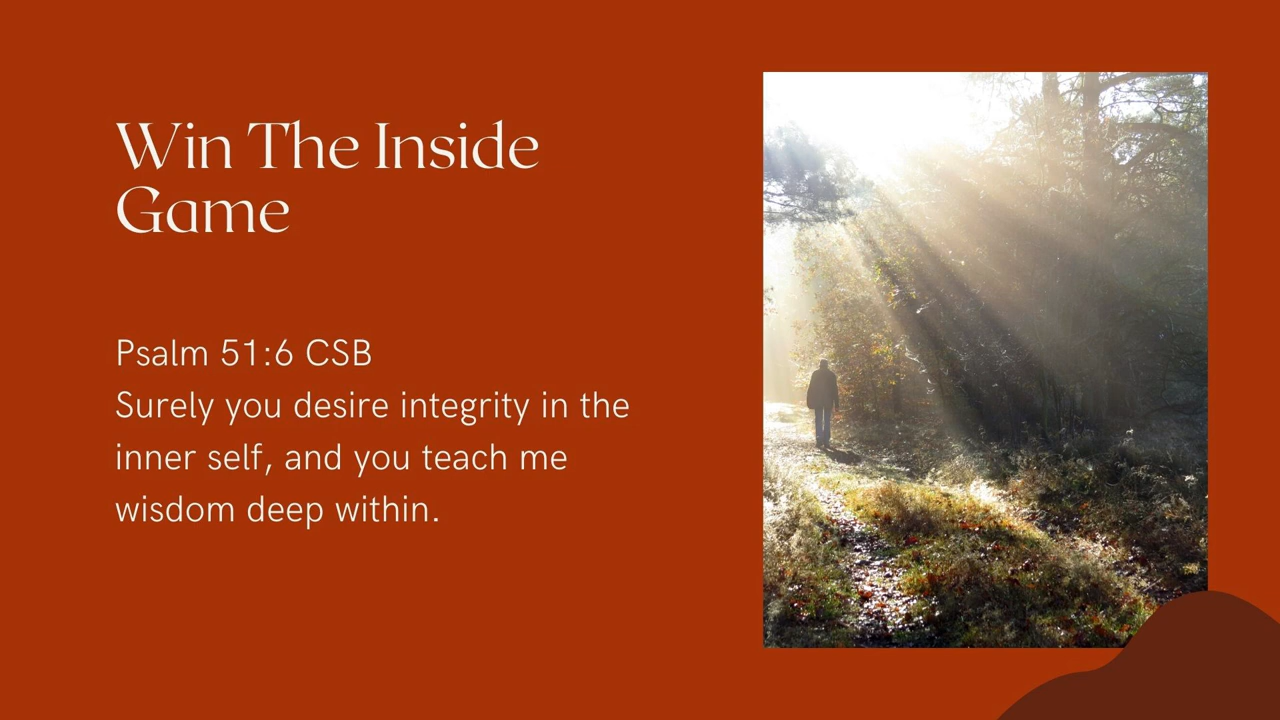 Win The Inside
Game
Psalm 51:6 CSB
Surely you desire integrity in the
inner self, and you teach me
wisdom deep within.